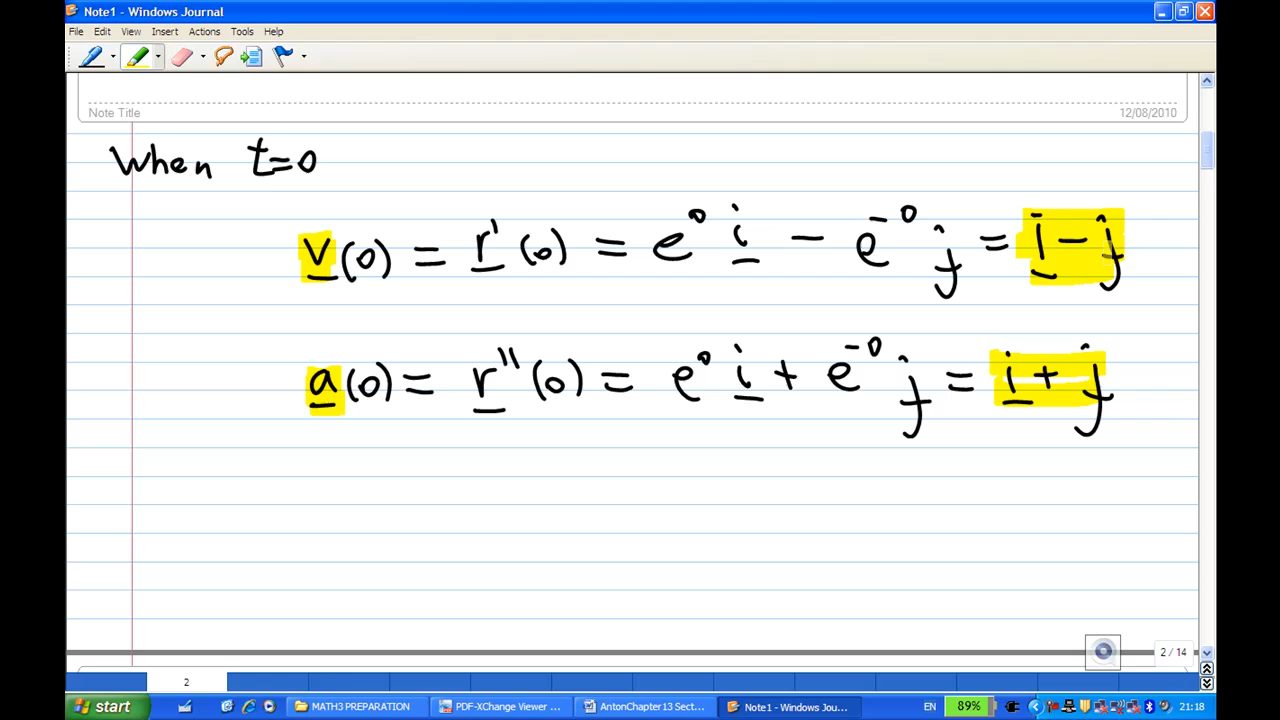 Note1 - Windows Journal
File Edit View Insert Actions Tools Help
Note Title 12/08/2010
When t=0
v(0) = r'(0) = e⁰ i - e⁻⁰ j = i - j
a(0) = r''(0) = e⁰ i + e⁻⁰ j = i + j
2 / 14
2
start MATH3 PREPARATION PDF-XChange Viewer ... AntonChapter13 Sect... Note1 - Windows Jou... EN 89% 21:18